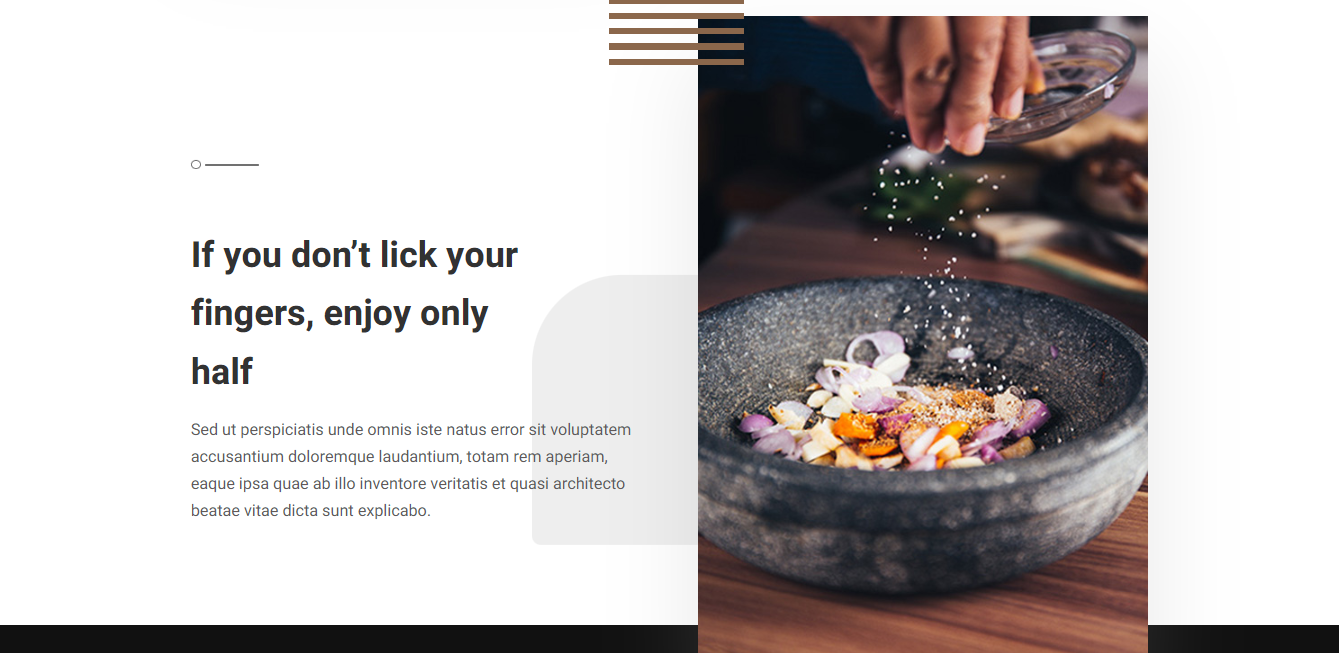 If you don’t lick your
fingers, enjoy only
half
Sed ut perspiciatis unde omnis iste natus error sit voluptatem
accusantium doloremque laudantium, totam rem aperiam,
eaque ipsa quae ab illo inventore veritatis et quasi architecto
beatae vitae dicta sunt explicabo.